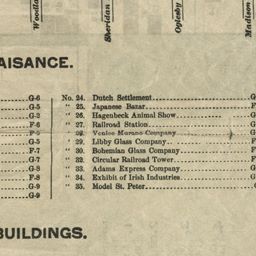 Woodla
Sheridan
Oglesby
Madison
AISANCE.
G-6 No. 24. Dutch Settlement G
G-5 " 25. Japanese Bazar F
G-3 " 26. Hagenbeck Animal Show G
F-6 " 27. Railroad Station G
" 28. Venice Murano Company
G-5 " 29. Libby Glass Company F
F-7 " 30. Bohemian Glass Company F
G-7 " 32. Circular Railroad Tower F
G-8 " 33. Adams Express Company G
F-4 " 34. Exhibit of Irish Industries F
G-9 " 35. Model St. Peter G
G-9
BUILDINGS.